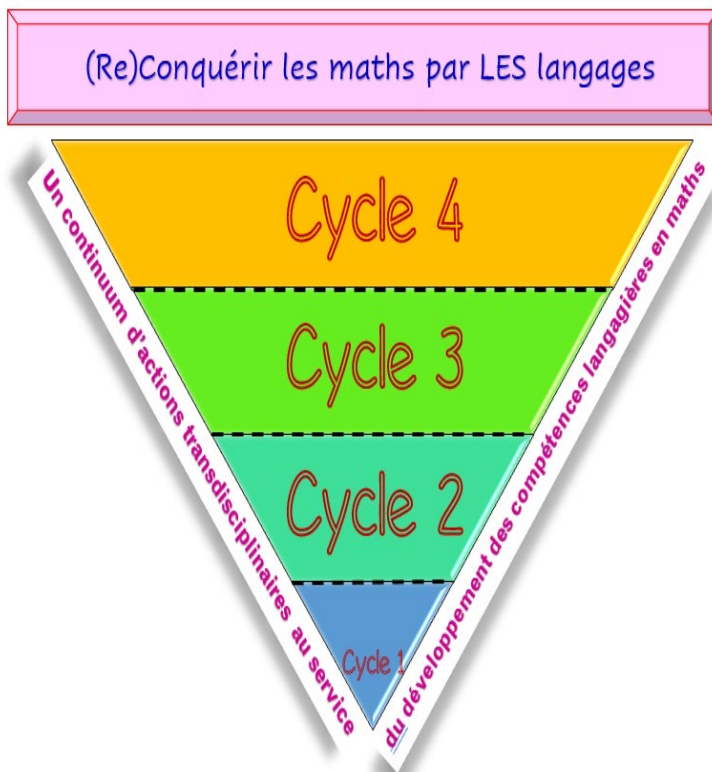 (Re)Conquérir les maths par LES langages
Cycle 4
Cycle 3
Cycle 2
Cycle 1
Un continuum d'actions transdisciplinaires au service
du développement des compétences langagières en maths